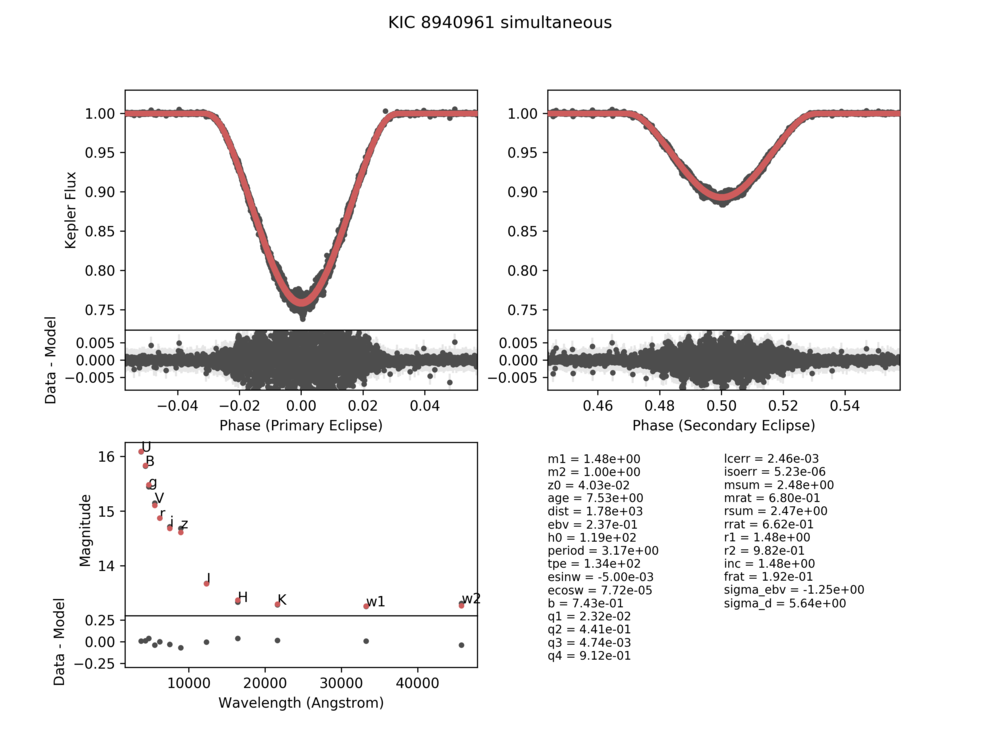 KIC 8940961 simultaneous
1.00
0.95
0.90
0.85
0.80
0.75
Kepler Flux
0.005
0.000
−0.005
Data - Model
−0.04 −0.02 0.00 0.02 0.04
Phase (Primary Eclipse)
1.00
0.95
0.90
0.85
0.80
0.75
0.005
0.000
−0.005
0.46 0.48 0.50 0.52 0.54
Phase (Secondary Eclipse)
16
15
14
Magnitude
U
B
g
V
r
i z
J
H
K
w1
w2
0.25
0.00
−0.25
Data - Model
10000 20000 30000 40000
Wavelength (Angstrom)
m1 = 1.48e+00
m2 = 1.00e+00
z0 = 4.03e-02
age = 7.53e+00
dist = 1.78e+03
ebv = 2.37e-01
h0 = 1.19e+02
period = 3.17e+00
tpe = 1.34e+02
esinw = -5.00e-03
ecosw = 7.72e-05
b = 7.43e-01
q1 = 2.32e-02
q2 = 4.41e-01
q3 = 4.74e-03
q4 = 9.12e-01
lcerr = 2.46e-03
isoerr = 5.23e-06
msum = 2.48e+00
mrat = 6.80e-01
rsum = 2.47e+00
rrat = 6.62e-01
r1 = 1.48e+00
r2 = 9.82e-01
inc = 1.48e+00
frat = 1.92e-01
sigma_ebv = -1.25e+00
sigma_d = 5.64e+00